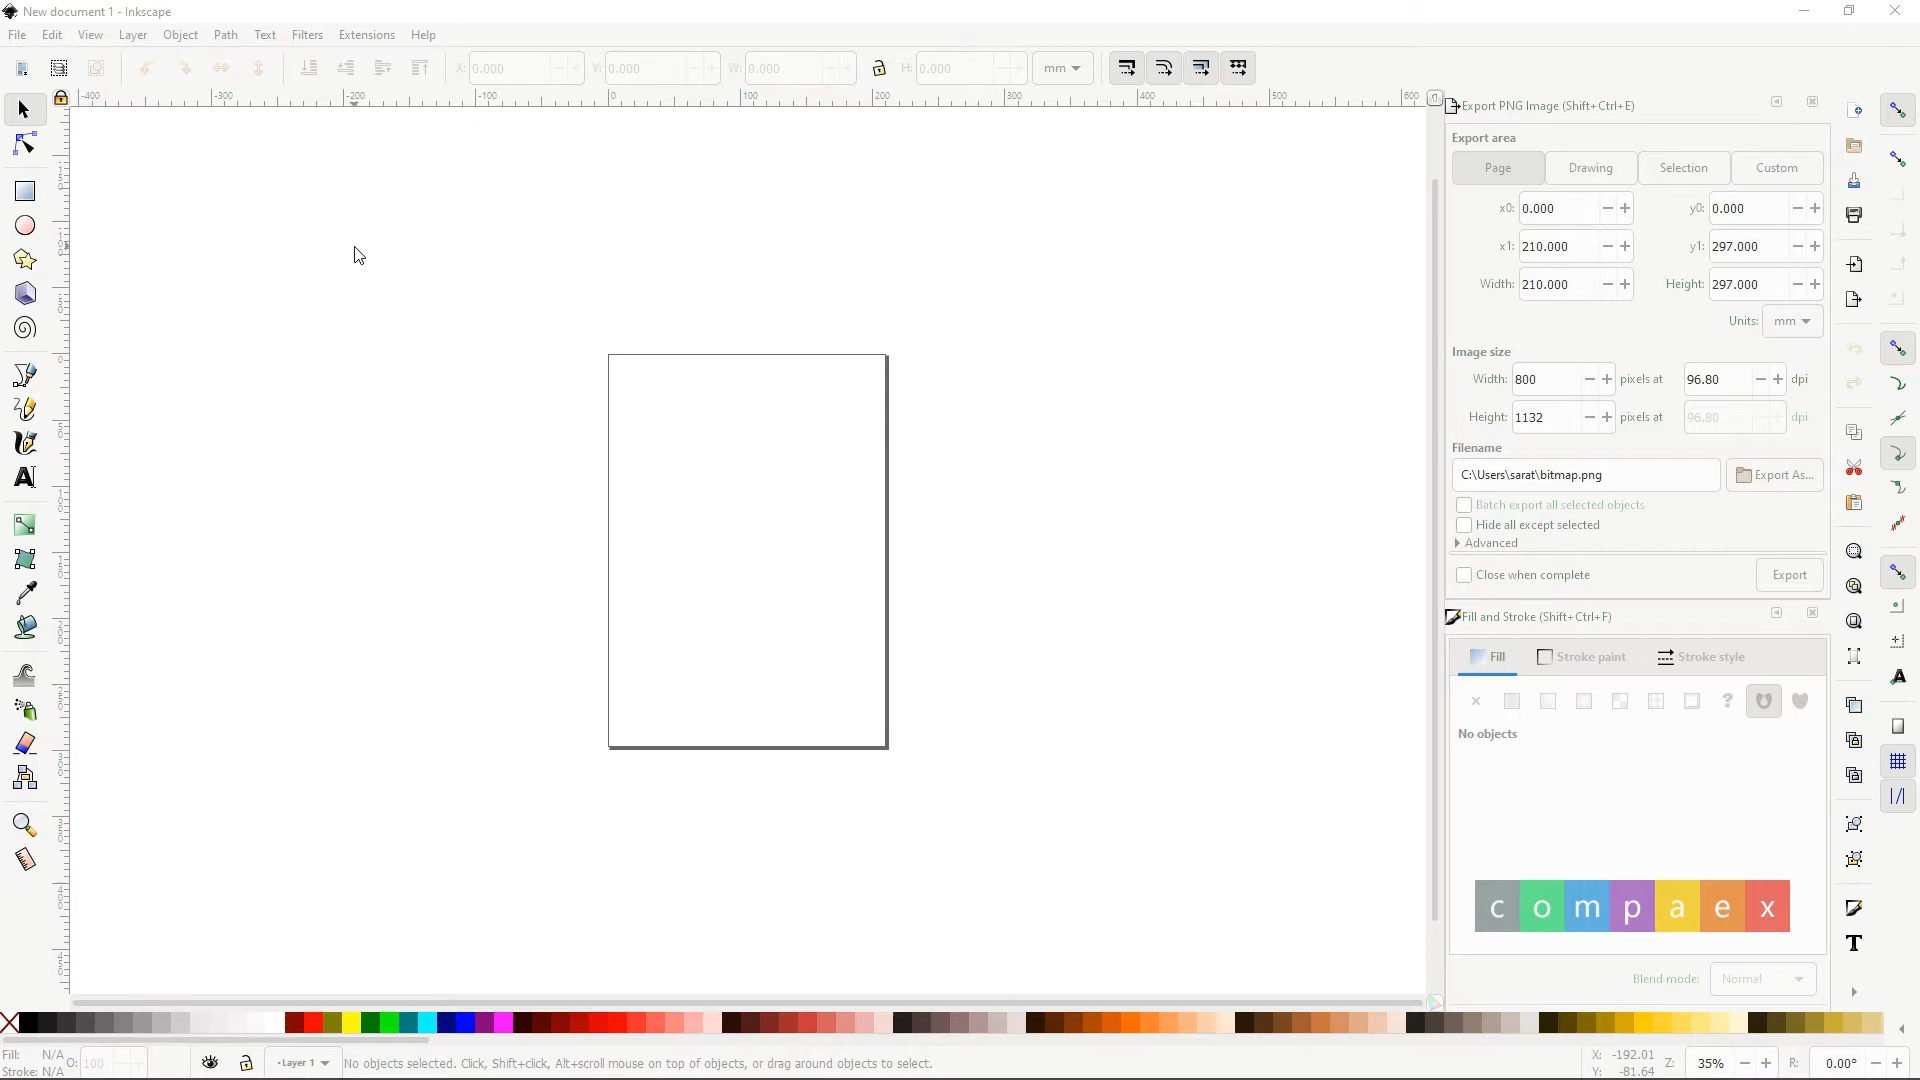 New document 1 - Inkscape
File Edit View Layer Object Path Text Filters Extensions Help
X: 0.000 Y: 0.000 W: 0.000 H: 0.000 mm
-400 -300 -200 -100 0 100 200 300 400 500 600
Export PNG Image (Shift+Ctrl+E)
Export area
Page Drawing Selection Custom
x0: 0.000 y0: 0.000
x1: 210.000 y1: 297.000
Width: 210.000 Height: 297.000
Units: mm
Image size
Width: 800 pixels at 96.80 dpi
Height: 1132 pixels at 96.80 dpi
Filename
C:\Users\sarat\bitmap.png Export As...
Batch export all selected objects
Hide all except selected
Advanced
Close when complete Export
Fill and Stroke (Shift+Ctrl+F)
Fill Stroke paint Stroke style
No objects
compaex
Blend mode: Normal
Fill: N/A O: 100
Stroke: N/A
-Layer 1 No objects selected. Click, Shift+click, Alt+scroll mouse on top of objects, or drag around objects to select.
X: -192.01 Z: 35% R: 0.00°
Y: -81.64